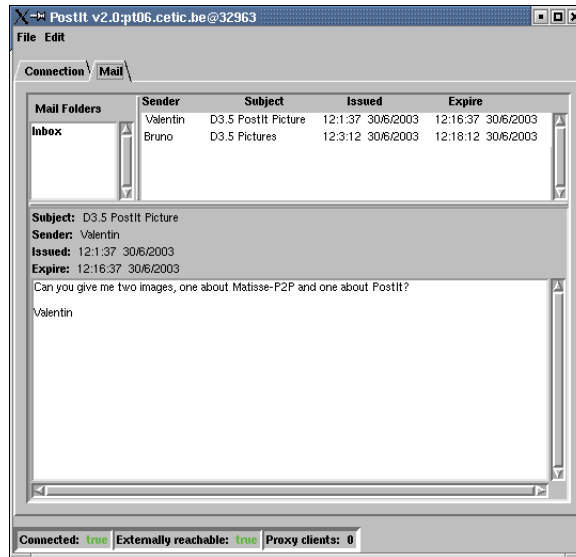 PostIt v2.0:pt06.cetic.be@32963
File Edit
Connection Mail
Mail Folders
Inbox
Sender Subject Issued Expire
Valentin D3.5 PostIt Picture 12:1:37 30/6/2003 12:16:37 30/6/2003
Bruno D3.5 Pictures 12:3:12 30/6/2003 12:18:12 30/6/2003
Subject: D3.5 PostIt Picture
Sender: Valentin
Issued: 12:1:37 30/6/2003
Expire: 12:16:37 30/6/2003
Can you give me two images, one about Matisse-P2P and one about PostIt?
Valentin
Connected: true Externally reachable: true Proxy clients: 0